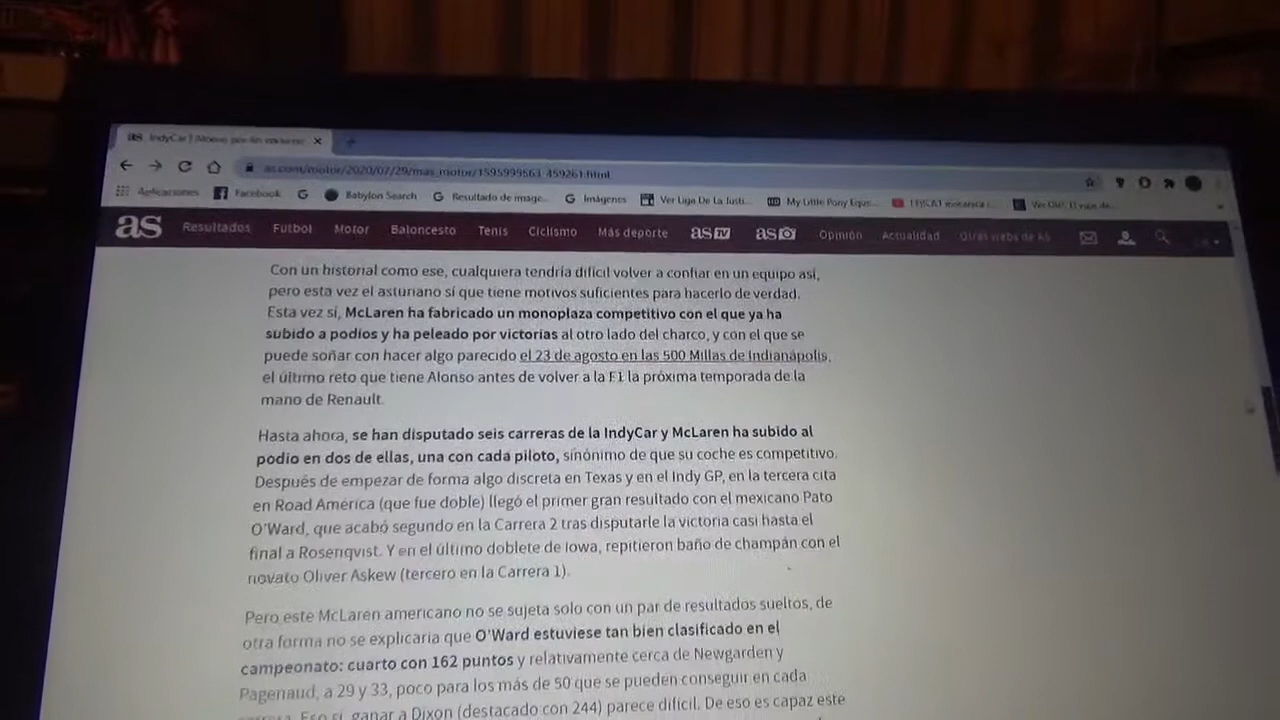 as IndyCar
as.com/motor/2020/07/29/mas_motor/1595999563_459261.html
Aplicaciones Facebook Babylon Search Resultado de image... Imágenes Ver Liga De La Justi... My Little Pony Eque...
as Resultados Fútbol Motor Baloncesto Tenis Ciclismo Más deporte as TV as Opinión Actualidad Otras webs de AS
Con un historial como ese, cualquiera tendría difícil volver a confiar en un equipo así,
pero esta vez el asturiano sí que tiene motivos suficientes para hacerlo de verdad.
Esta vez sí, McLaren ha fabricado un monoplaza competitivo con el que ya ha
subido a podios y ha peleado por victorias al otro lado del charco, y con el que se
puede soñar con hacer algo parecido el 23 de agosto en las 500 Millas de Indianápolis,
el último reto que tiene Alonso antes de volver a la F1 la próxima temporada de la
mano de Renault.
Hasta ahora, se han disputado seis carreras de la IndyCar y McLaren ha subido al
podio en dos de ellas, una con cada piloto, sinónimo de que su coche es competitivo.
Después de empezar de forma algo discreta en Texas y en el Indy GP, en la tercera cita
en Road América (que fue doble) llegó el primer gran resultado con el mexicano Pato
O'Ward, que acabó segundo en la Carrera 2 tras disputarle la victoria casi hasta el
final a Rosenqvist. Y en el último doblete de Iowa, repitieron baño de champán con el
novato Oliver Askew (tercero en la Carrera 1).
Pero este McLaren americano no se sujeta solo con un par de resultados sueltos, de
otra forma no se explicaría que O'Ward estuviese tan bien clasificado en el
campeonato: cuarto con 162 puntos y relativamente cerca de Newgarden y
Pagenaud, a 29 y 33, poco para los más de 50 que se pueden conseguir en cada
carrera. Eso sí, ganar a Dixon (destacado con 244) parece difícil. De eso es capaz este